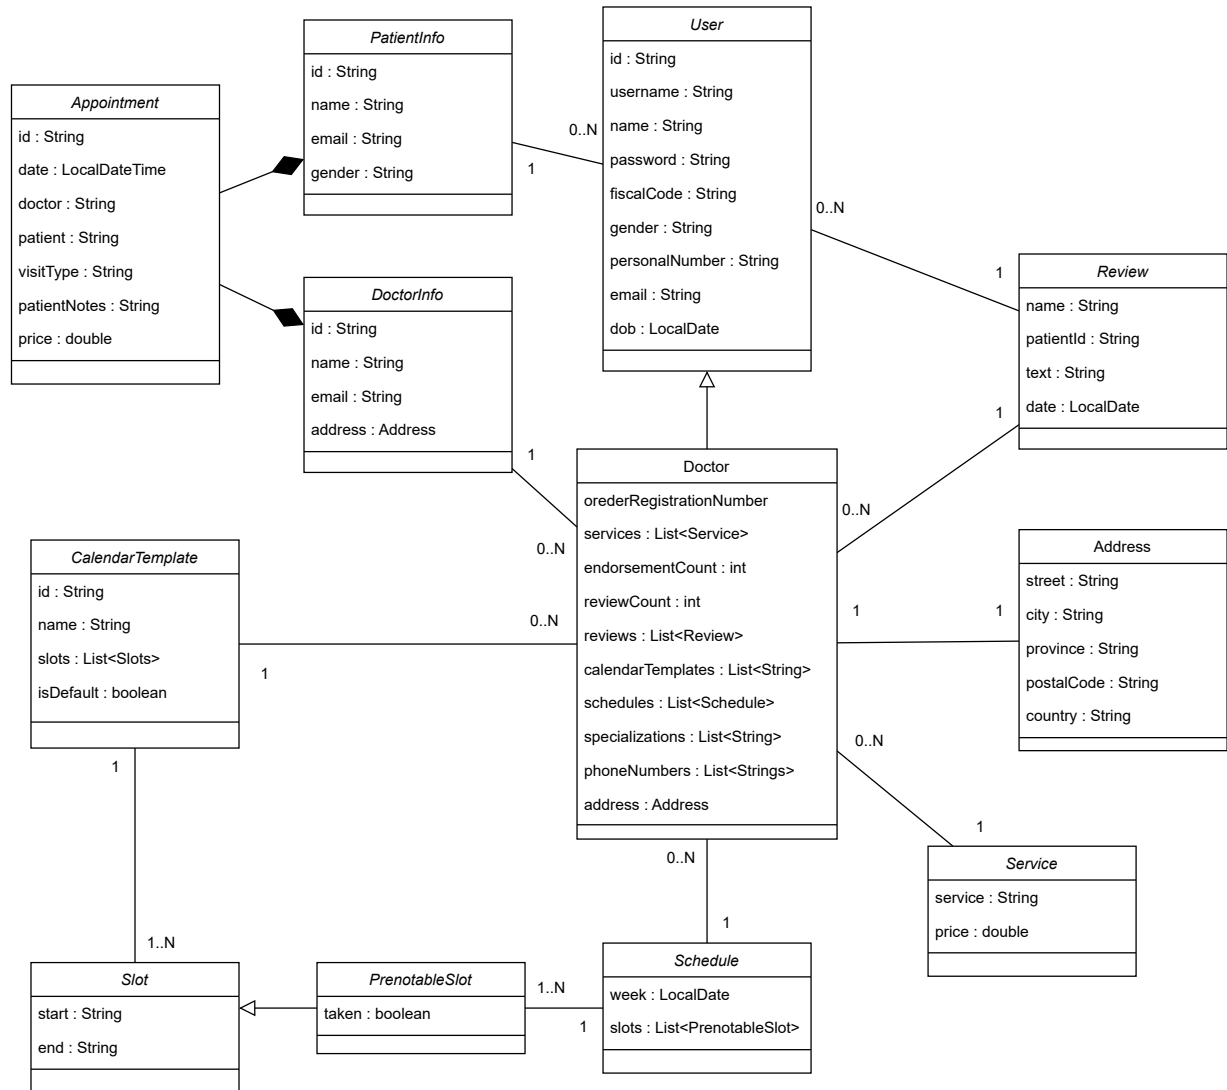 PatientInfo
id : String
name : String
email : String
gender : String
User
id : String
username : String
name : String
password : String
fiscalCode : String
gender : String
personalNumber : String
email : String
dob : LocalDate
Appointment
id : String
date : LocalDateTime
doctor : String
patient : String
visitType : String
patientNotes : String
price : double
0..N
1
0..N
1
Review
name : String
patientId : String
text : String
date : LocalDate
DoctorInfo
id : String
name : String
email : String
address : Address
1
0..N
1
0..N
Doctor
orederRegistrationNumber
services : List<Service>
endorsementCount : int
reviewCount : int
reviews : List<Review>
calendarTemplates : List<String>
schedules : List<Schedule>
specializations : List<String>
phoneNumbers : List<Strings>
address : Address
Address
street : String
city : String
province : String
postalCode : String
country : String
CalendarTemplate
id : String
name : String
slots : List<Slots>
isDefault : boolean
0..N
1
1
1
0..N
1
Service
service : String
price : double
1
1..N
0..N
1
Slot
start : String
end : String
PrenotableSlot
taken : boolean
1..N
1
Schedule
week : LocalDate
slots : List<PrenotableSlot>